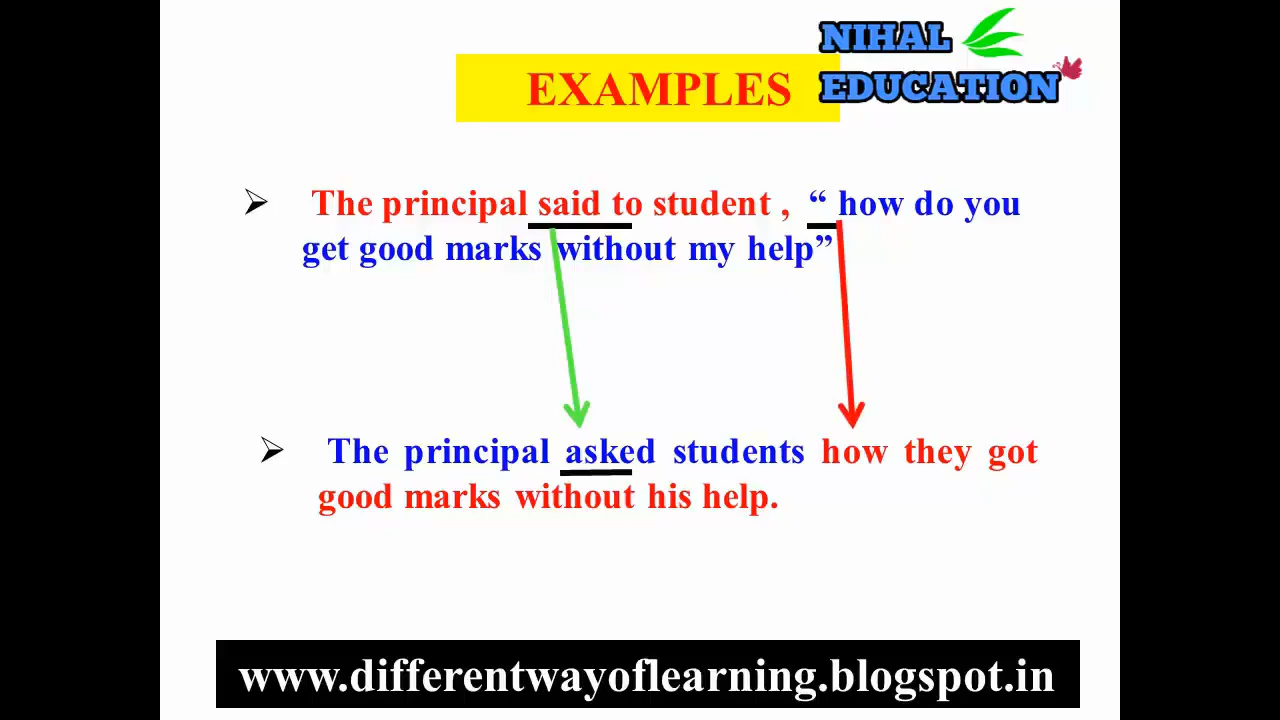 NIHAL
EDUCATION
EXAMPLES
The principal said to student , “ how do you
get good marks without my help”
The principal asked students how they got
good marks without his help.
www.differentwayoflearning.blogspot.in